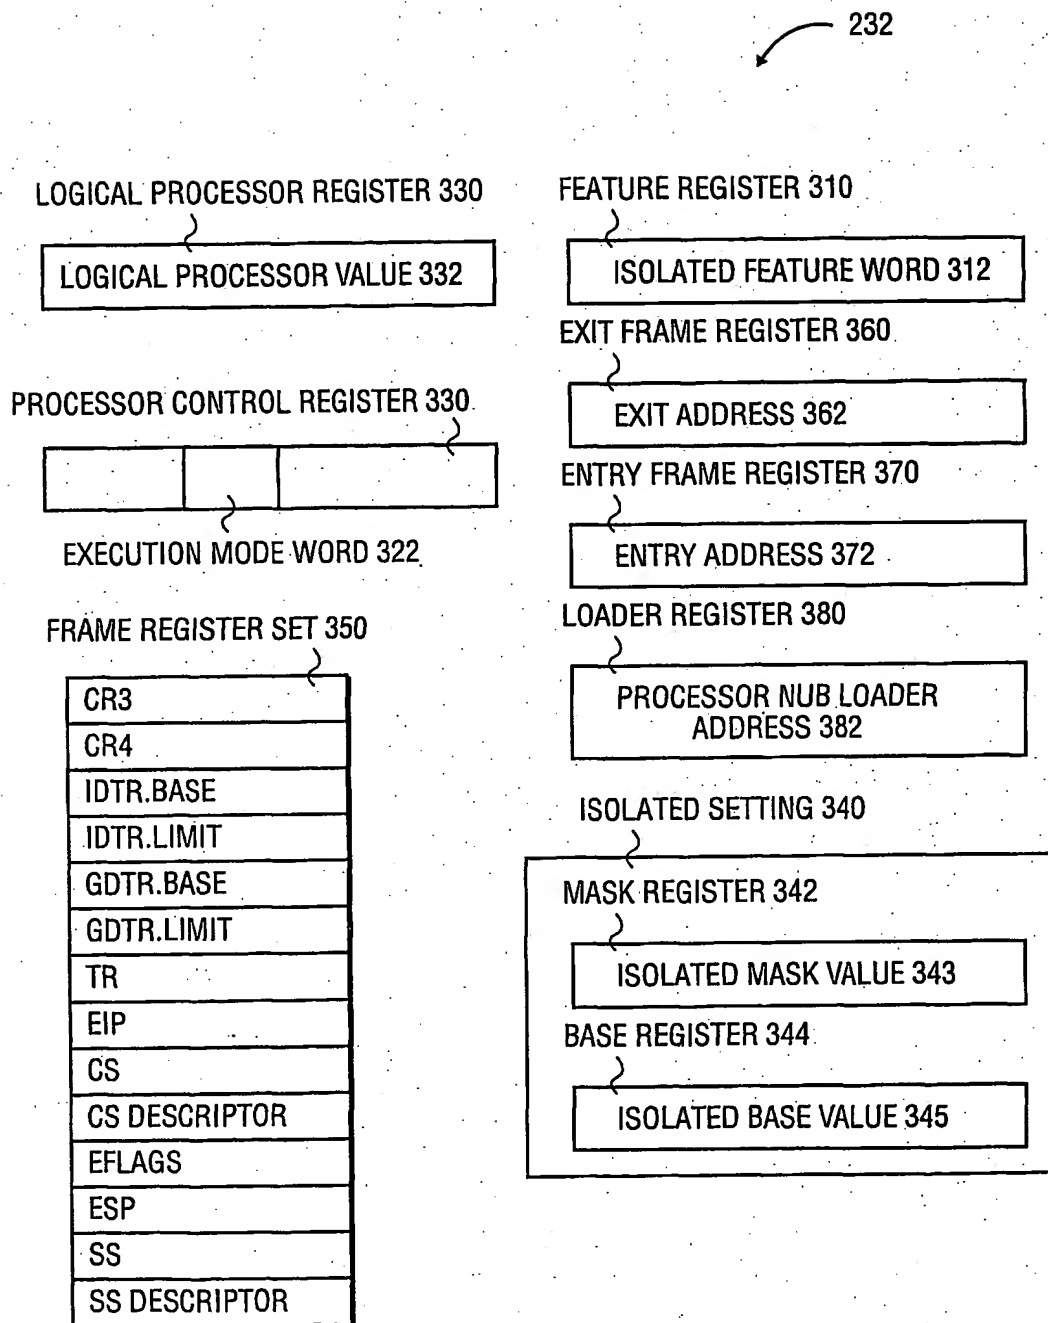 232
LOGICAL PROCESSOR REGISTER 330
LOGICAL PROCESSOR VALUE 332
PROCESSOR CONTROL REGISTER 330
EXECUTION MODE WORD 322
FRAME REGISTER SET 350
CR3
CR4
IDTR.BASE
IDTR.LIMIT
GDTR.BASE
GDTR.LIMIT
TR
EIP
CS
CS DESCRIPTOR
EFLAGS
ESP
SS
SS DESCRIPTOR
FEATURE REGISTER 310
ISOLATED FEATURE WORD 312
EXIT FRAME REGISTER 360
EXIT ADDRESS 362
ENTRY FRAME REGISTER 370
ENTRY ADDRESS 372
LOADER REGISTER 380
PROCESSOR NUB LOADER
ADDRESS 382
ISOLATED SETTING 340
MASK REGISTER 342
ISOLATED MASK VALUE 343
BASE REGISTER 344
ISOLATED BASE VALUE 345